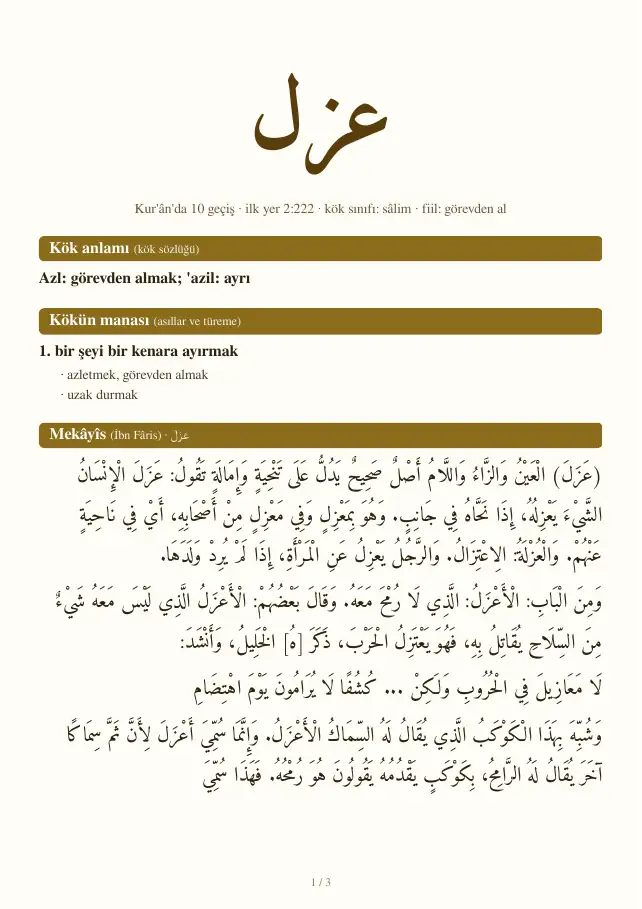 عزل
Kur'ân'da 10 geçiş · ilk yer 2:222 · kök sınıfı: sâlim · fiil: görevden al
Kök anlamı (kök sözlüğü)
Azl: görevden almak; 'azil: ayrı
Kökün manası (asıllar ve türeme)
1. bir şeyi bir kenara ayırmak
· azletmek, görevden almak
· uzak durmak
Mekâyîs (İbn Fâris) · عَزَلَ
(عَزَلَ) الْعَيْنُ وَالزَّاءُ وَاللَّامُ أَصْلٌ صَحِيحٌ يَدُلُّ عَلَى تَنْحِيَةٍ وَإِمَالَةٍ تَقُولُ: عَزَلَ الْإِنْسَانُ
الشَّيْءَ يَعْزِلُهُ، إِذَا نَحَّاهُ فِي جَانِبٍ. وَهُوَ بِمَعْزِلٍ وَفِي مَعْزِلٍ مِنْ أَصْحَابِهِ، أَيْ فِي نَاحِيَةٍ
عَنْهُمْ. وَالْعُزْلَةُ: الِاعْتِزَالُ. وَالرَّجُلُ يَعْزِلُ عَنِ الْمَرْأَةِ، إِذَا لَمْ يُرِدْ وَلَدَهَا.
وَمِنَ الْبَابِ: الْأَعْزَلُ: الَّذِي لَا رُمْحَ مَعَهُ. وَقَالَ بَعْضُهُمْ: الْأَعْزَلُ الَّذِي لَيْسَ مَعَهُ شَيْءٌ
مِنَ السِّلَاحِ يُقَاتِلُ بِهِ، فَهُوَ يَعْتَزِلُ الْحَرْبَ، ذَكَرَ [هُ] الْخَلِيلُ، وَأَنْشَدَ:
لَا مَعَازِيلَ فِي الْحُرُوبِ وَلَكِنْ ... كُشُفًا لَا يُرَامُونَ يَوْمَ اهْتِضَامِ
وَشُبِّهَ بِهَذَا الْكَوْكَبُ الَّذِي يُقَالُ لَهُ السِّمَاكُ الْأَعْزَلُ. وَإِنَّمَا سُمِّيَ أَعْزَلَ لِأَنَّ ثَمَّ سِمَاكًا
آخَرَ يُقَالُ لَهُ الرَّامِحُ، بِكَوْكَبٍ يَقْدُمُهُ يَقُولُونَ هُوَ رُمْحُهُ. فَهَذَا سُمِّيَ
1 / 3